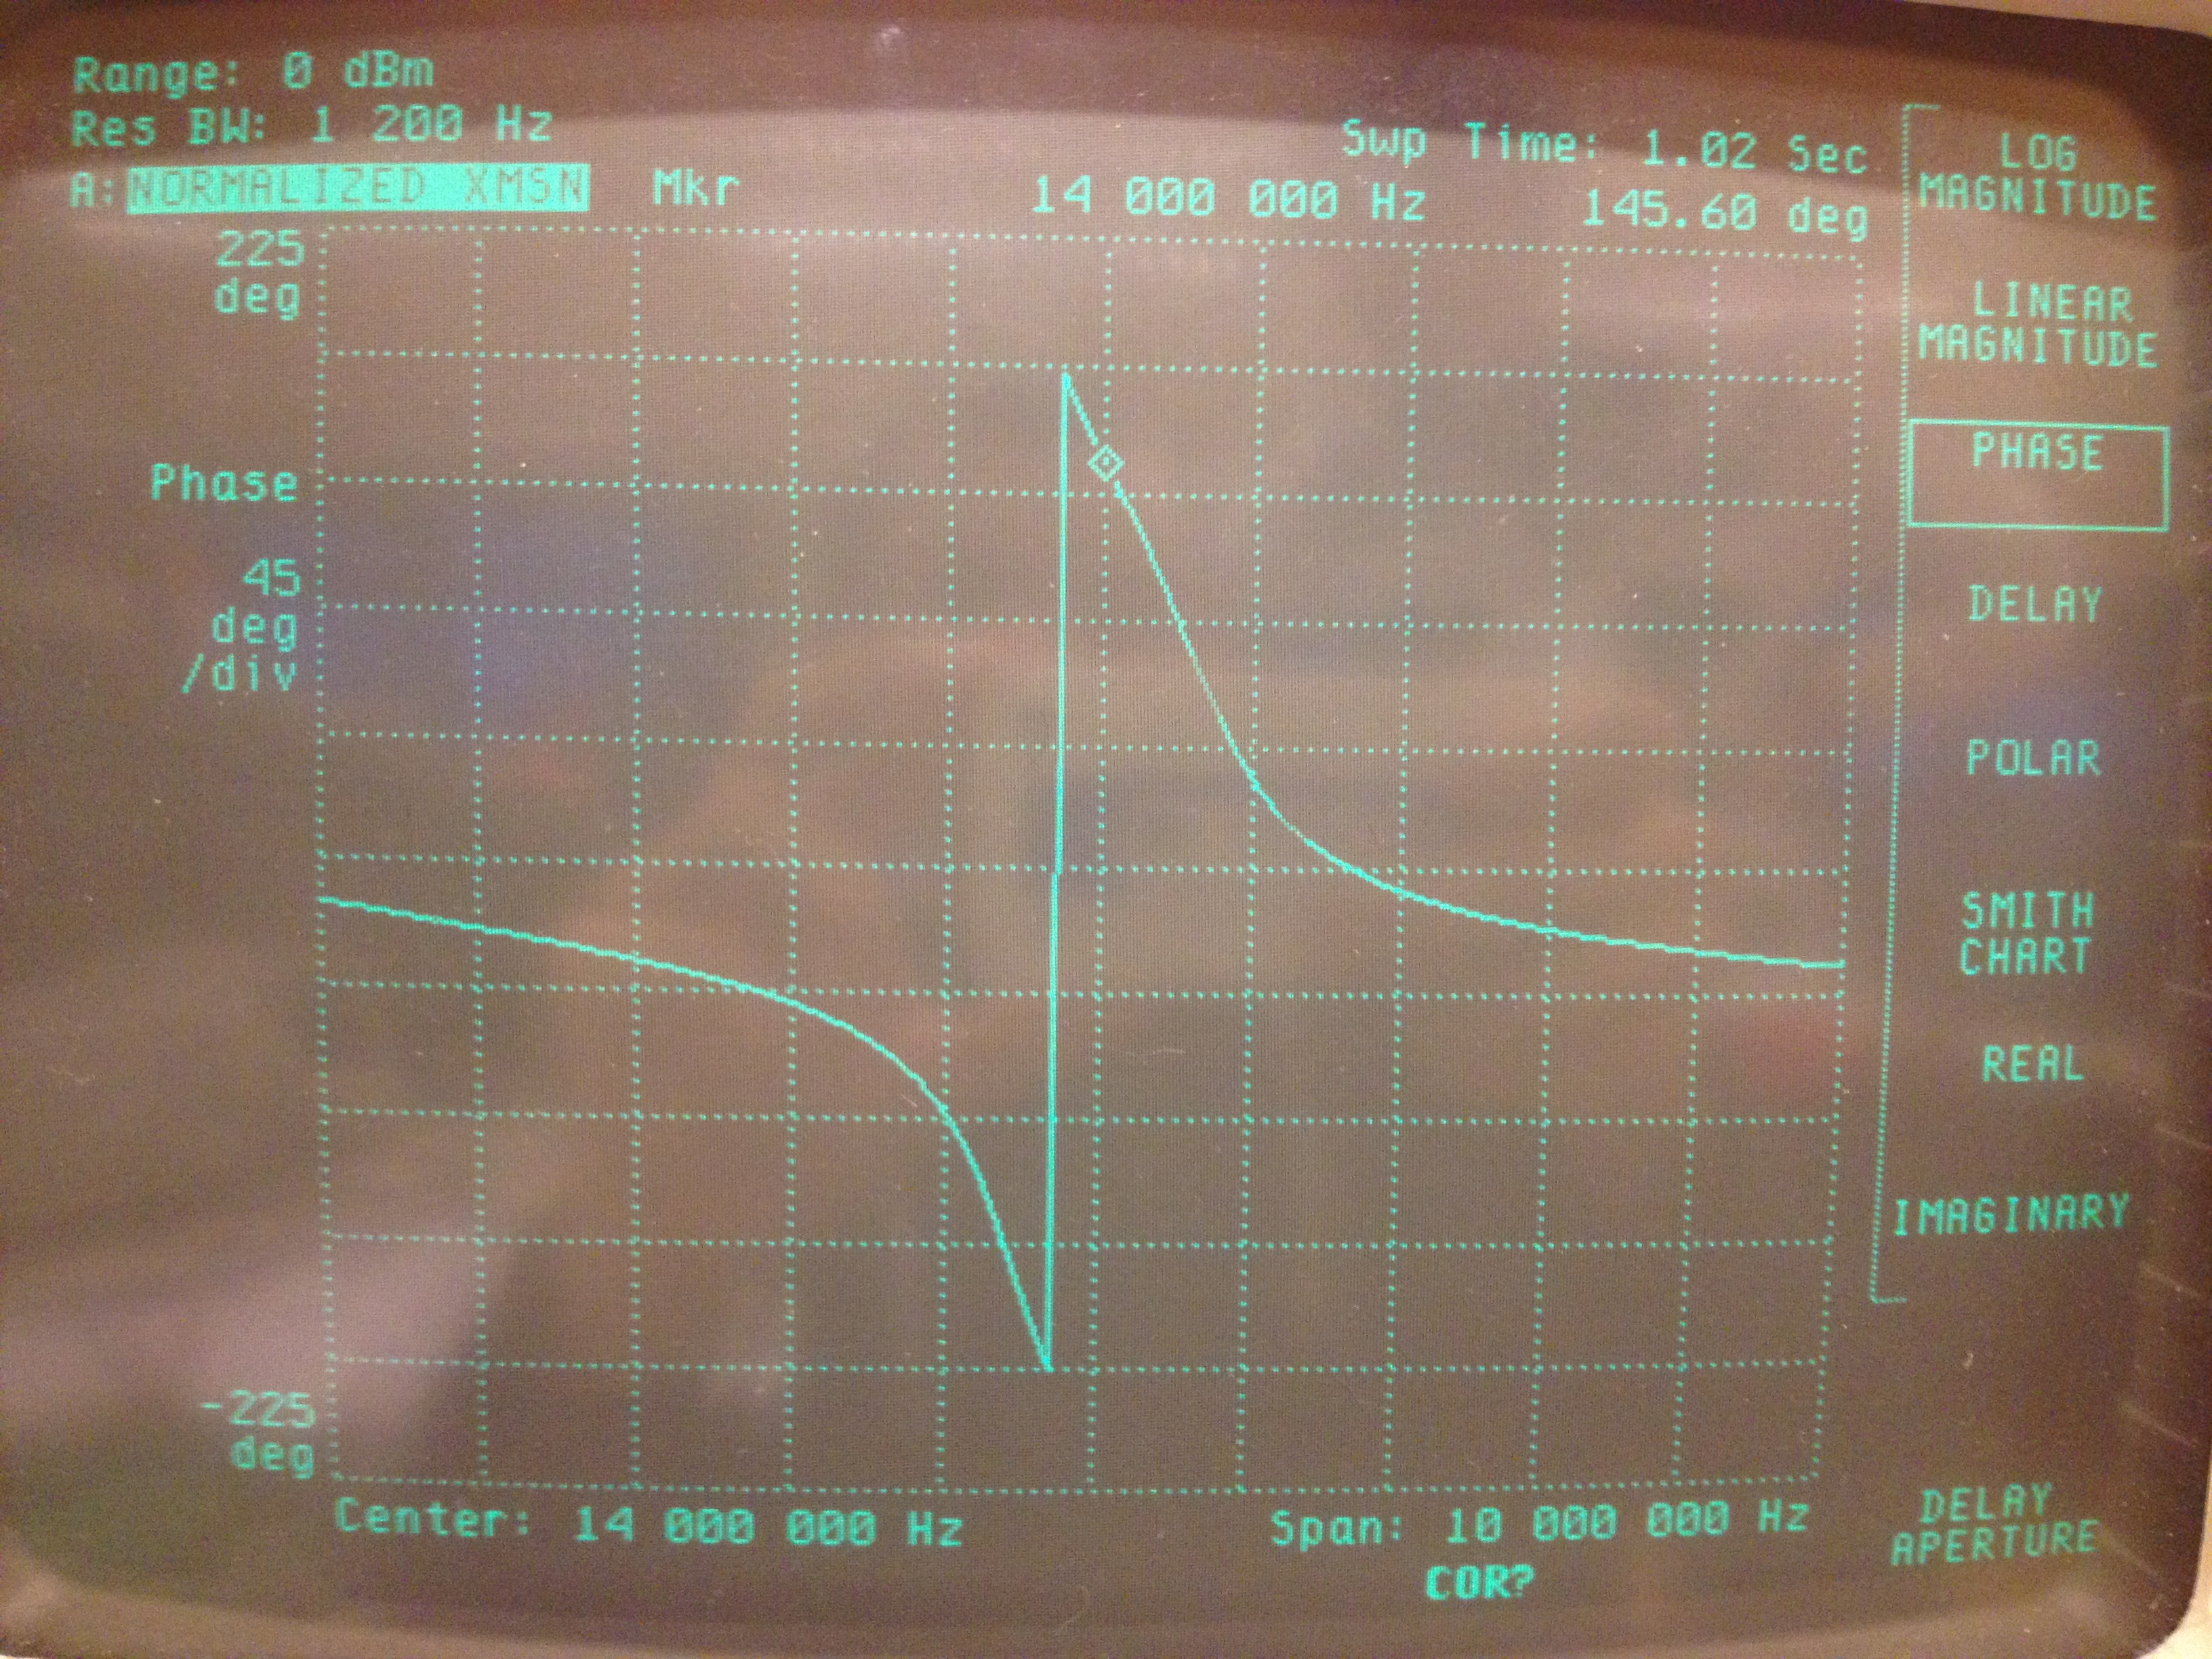 Range: 0 dBm
Res BW: 1 200 Hz
Swp Time: 1.02 Sec
A: NORMALIZED XMSN Mkr 14 000 000 Hz 145.60 deg
225
deg
Phase
45
deg
/div
-225
deg
Center: 14 000 000 Hz
Span: 10 000 000 Hz
COR?
LOG
MAGNITUDE
LINEAR
MAGNITUDE
PHASE
DELAY
POLAR
SMITH
CHART
REAL
IMAGINARY
DELAY
APERTURE